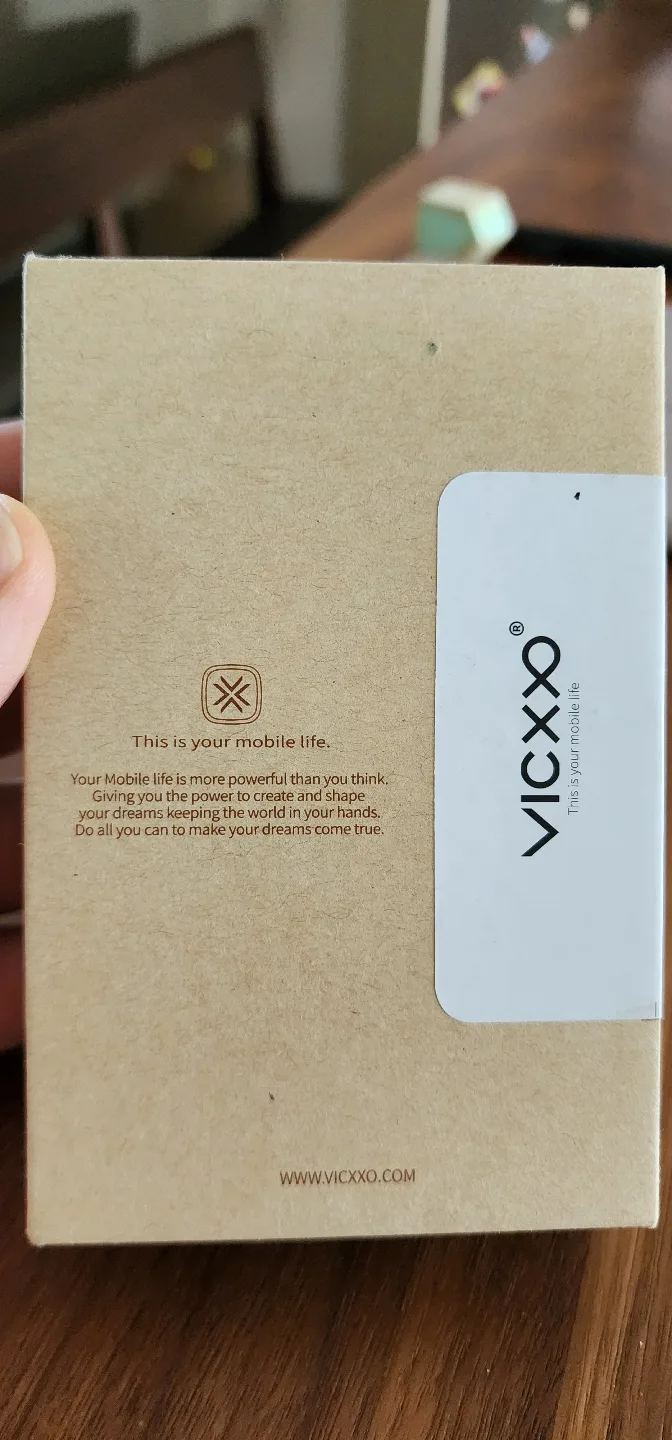 This is your mobile life.
Your Mobile life is more powerful than you think.
Giving you the power to create and shape
your dreams keeping the world in your hands.
Do all you can to make your dreams come true.
VICXXO®
This is your mobile life
WWW.VICXXO.COM